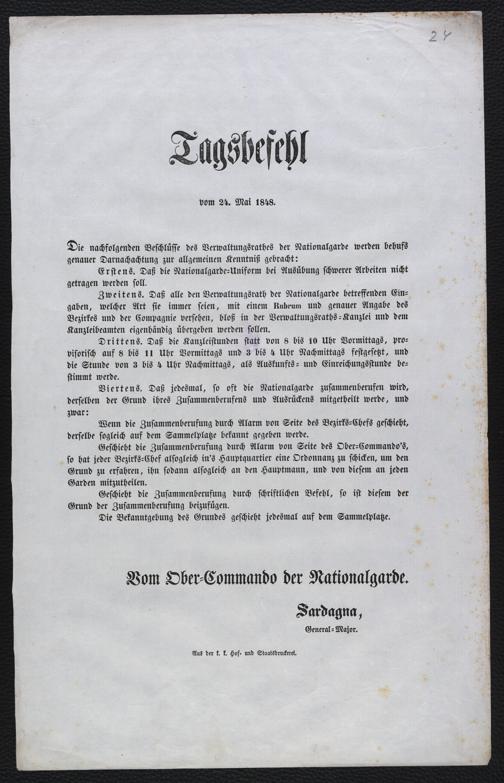 24
Tagsbefehl
vom 24. Mai 1848.
Die nachfolgenden Beschlüsse des Verwaltungsrathes der Nationalgarde werden behufs
genauer Darnachachtung zur allgemeinen Kenntniß gebracht:
Erstens. Daß die Nationalgarde-Uniform bei Ausübung schwerer Arbeiten nicht
getragen werden soll.
Zweitens. Daß alle den Verwaltungsrath der Nationalgarde betreffenden Ein-
gaben, welcher Art sie immer seien, mit einem Rubrum und genauer Angabe des
Bezirkes und der Compagnie versehen, bloß in der Verwaltungsraths-Kanzlei und dem
Kanzleibeamten eigenhändig übergeben werden sollen.
Drittens. Daß die Kanzleistunden statt von 8 bis 10 Uhr Vormittags, pro-
visorisch auf 8 bis 11 Uhr Vormittags und 3 bis 4 Uhr Nachmittags festgesetzt, und
die Stunde von 3 bis 4 Uhr Nachmittags, als Auskunfts- und Einreichungsstunde be-
stimmt werde.
Viertens. Daß jedesmal, so oft die Nationalgarde zusammenberufen wird,
derselben der Grund ihres Zusammenberufens und Ausrückens mitgetheilt werde, und
zwar:
Wenn die Zusammenberufung durch Alarm von Seite des Bezirks-Chefs geschieht,
derselbe sogleich auf dem Sammelplatze bekannt gegeben werde.
Geschieht die Zusammenberufung durch Alarm von Seite des Ober-Commando's,
so hat jeder Bezirks-Chef alsogleich in's Hauptquartier eine Ordonnanz zu schicken, um den
Grund zu erfahren, ihn sodann alsogleich an den Hauptmann, und von diesem an jeden
Garden mitzutheilen.
Geschieht die Zusammenberufung durch schriftlichen Befehl, so ist diesem der
Grund der Zusammenberufung beizufügen.
Die Bekanntgebung des Grundes geschieht jedesmal auf dem Sammelplatze.
Vom Ober-Commando der Nationalgarde.
Sardagna,
General-Major.
Aus der k. k. Hof- und Staatsdruckerei.